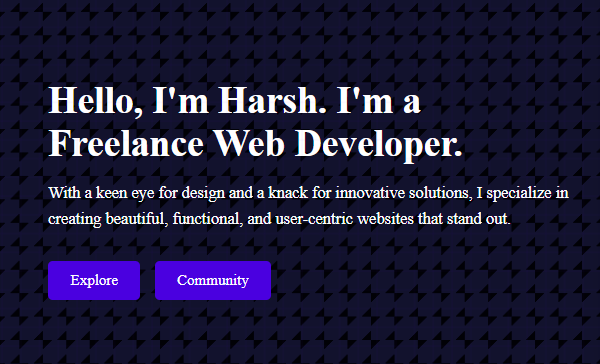 Hello, I'm Harsh. I'm a
Freelance Web Developer.
With a keen eye for design and a knack for innovative solutions, I specialize in
creating beautiful, functional, and user-centric websites that stand out.
Explore
Community